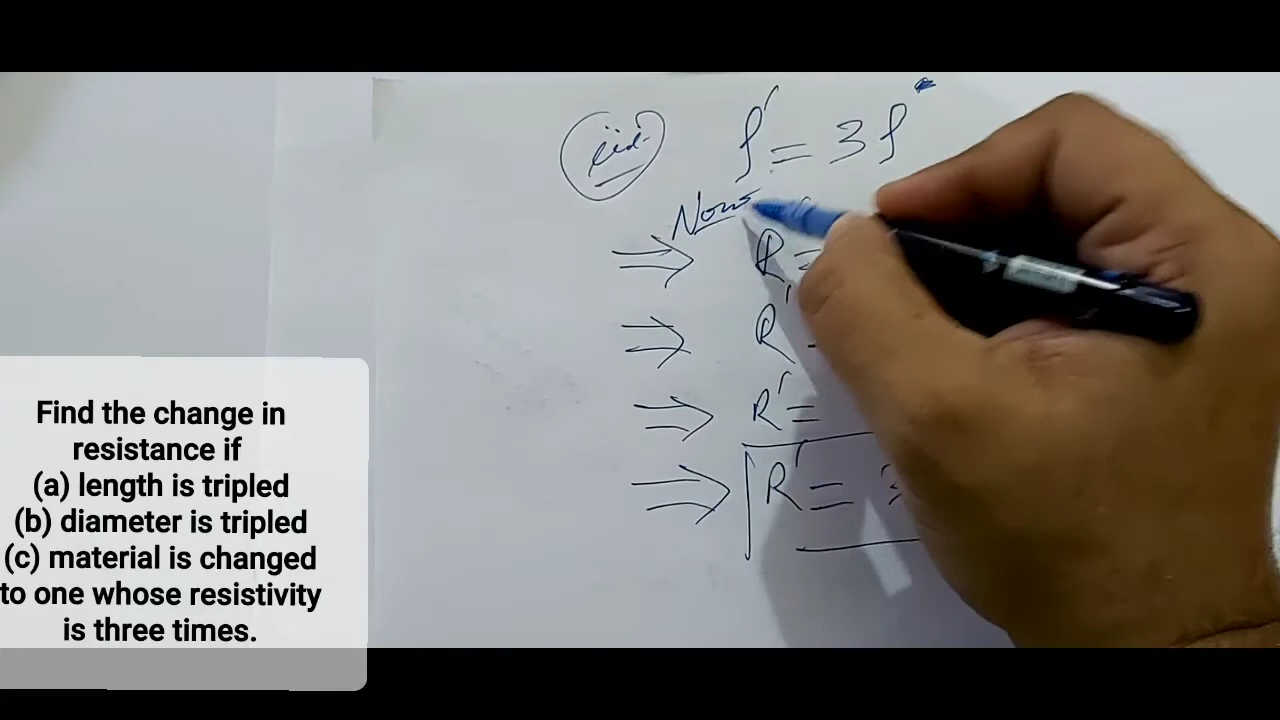 iii.
ρ' = 3ρ
Now
⇒ R =
⇒ R' =
⇒ R' =
⇒ R' = 3
Find the change in
resistance if
(a) length is tripled
(b) diameter is tripled
(c) material is changed
to one whose resistivity
is three times.